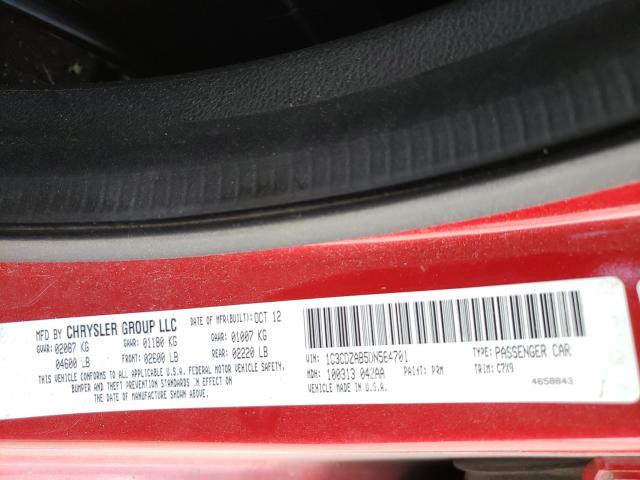 MFD BY CHRYSLER GROUP LLC DATE OF MFR(BUILT): OCT 12
GVWR: 02087 KG GAWR: 01180 KG GAWR: 01007 KG
04600 LB FRONT: 02600 LB REAR: 02220 LB
THIS VEHICLE CONFORMS TO ALL APPLICABLE U.S.A. FEDERAL MOTOR VEHICLE SAFETY,
BUMPER AND THEFT PREVENTION STANDARDS IN EFFECT ON
THE DATE OF MANUFACTURE SHOWN ABOVE.
VIN: 1C3CDZAB5DN564701 TYPE: PASSENGER CAR
MDH: 100313 042AA PAINT: PRM TRIM: C7X9
VEHICLE MADE IN U.S.A. 4658843